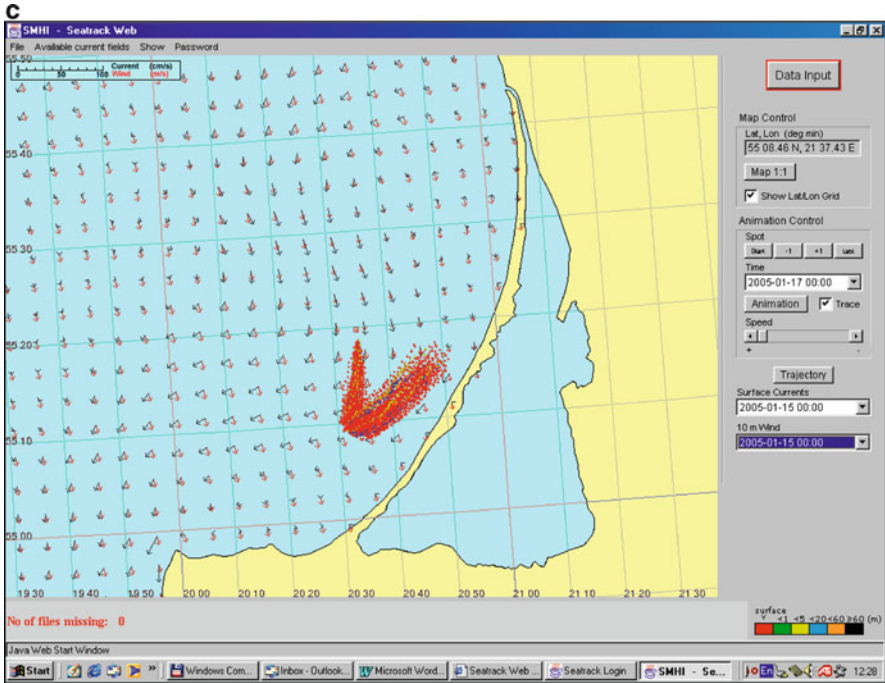 c
SMHI - Seatrack Web
File Available current fields Show Password
Current (cm/s)
0 50 100 Wind (m/s)
55.50
55.40
55.30
55.20
55.10
55.00
19 30 19 40 19 50 20 00 20 10 20 20 20 30 20 40 20 50 21 00 21 10 21 20 21 30
Data Input
Map Control
Lat, Lon (deg min)
55 08.46 N, 21 37.43 E
Map 1:1
Show Lat/Lon Grid
Animation Control
Spot
Start -1 +1 Last
Time
2005-01-17 00:00
Animation Trace
Speed
+ -
Trajectory
Surface Currents
2005-01-15 00:00
10 m Wind
2005-01-15 00:00
No of files missing: 0
surface
<1 <5 <20 <60 ≥60 (m)
Java Web Start Window
Start Windows Com... Inbox - Outlook... Microsoft Word... Seatrack Web ... Seatrack Login SMHI - Se... En 12:28